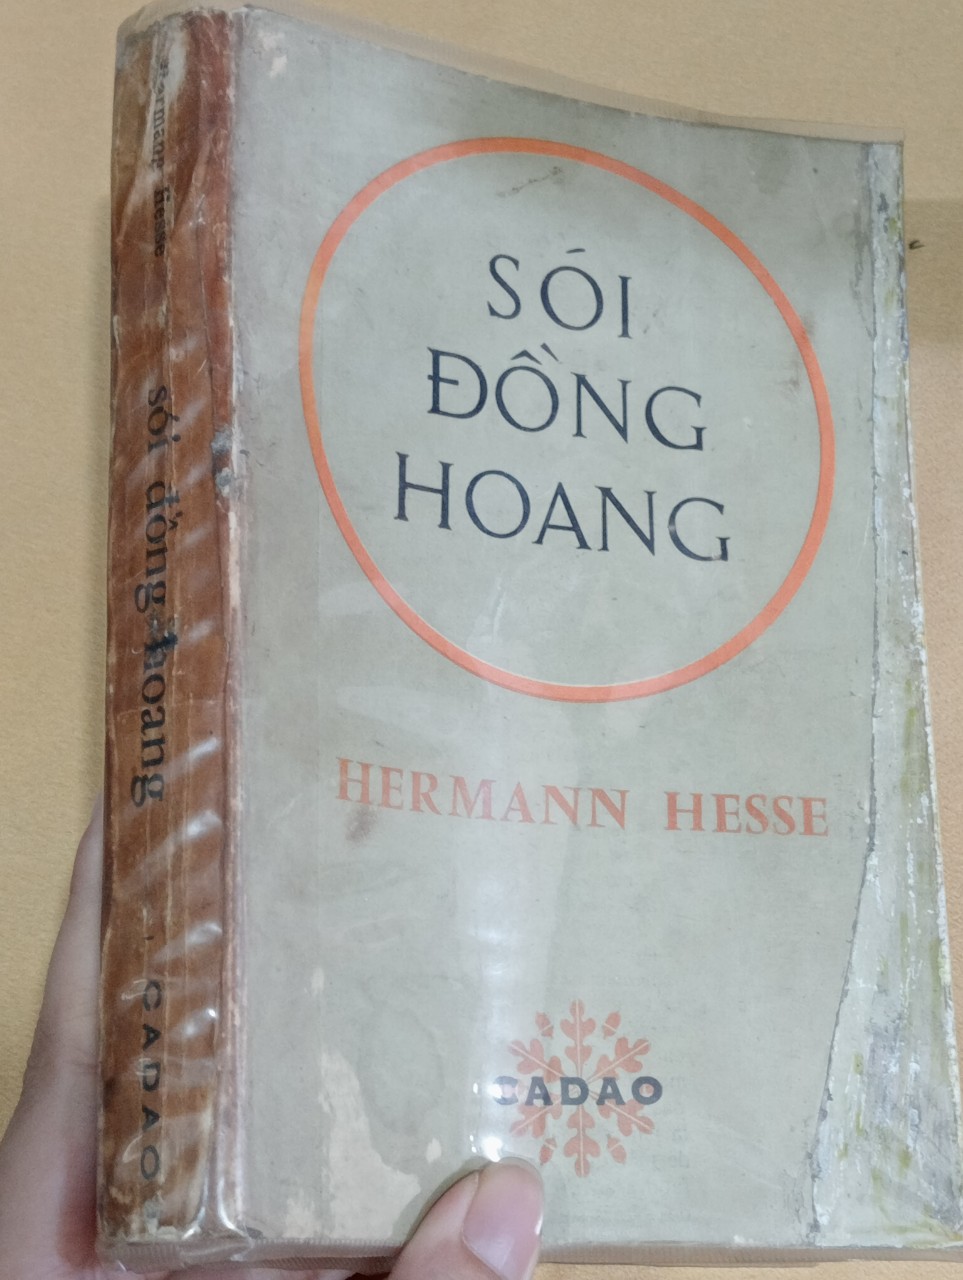 SÓI
ĐỒNG
HOANG
HERMANN HESSE
CADAO
Hermann Hesse
sói đồng hoang
CADAO